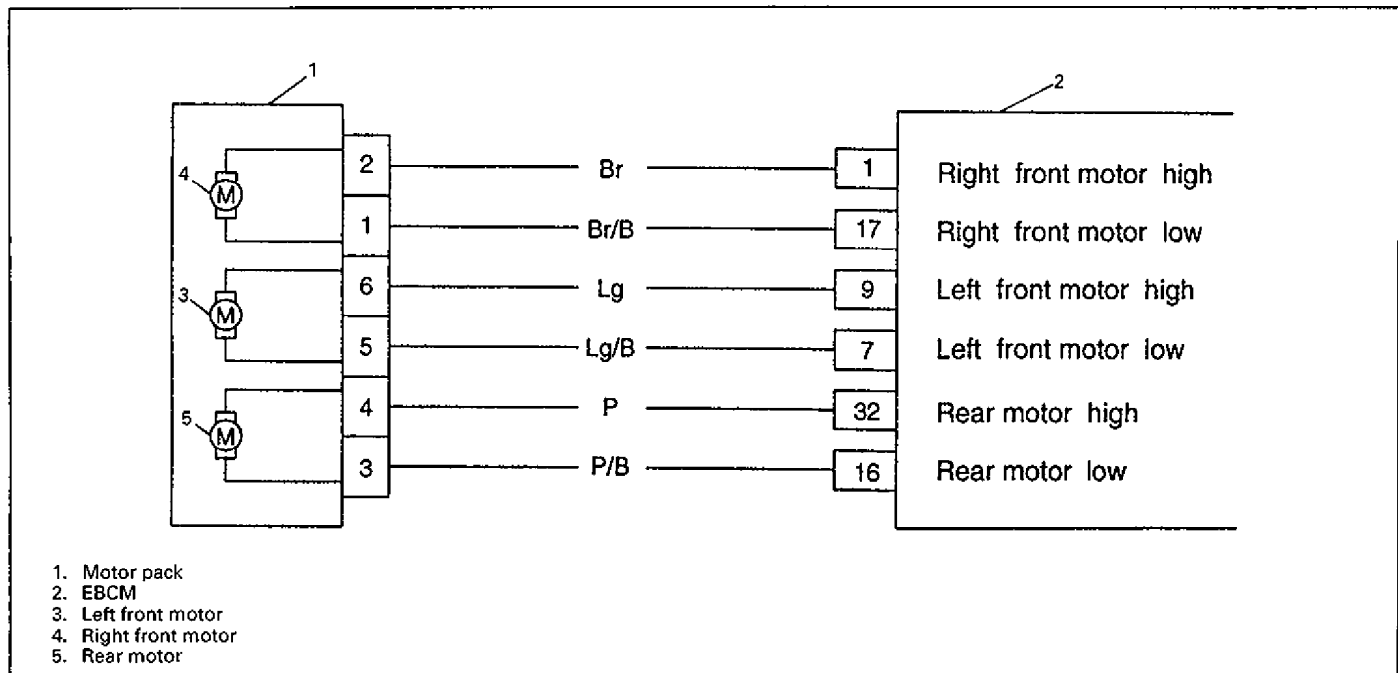 1
2
4 M 2 Br 1 Right front motor high
1 Br/B 17 Right front motor low
3 M 6 Lg 9 Left front motor high
5 Lg/B 7 Left front motor low
5 M 4 P 32 Rear motor high
3 P/B 16 Rear motor low
1. Motor pack
2. EBCM
3. Left front motor
4. Right front motor
5. Rear motor